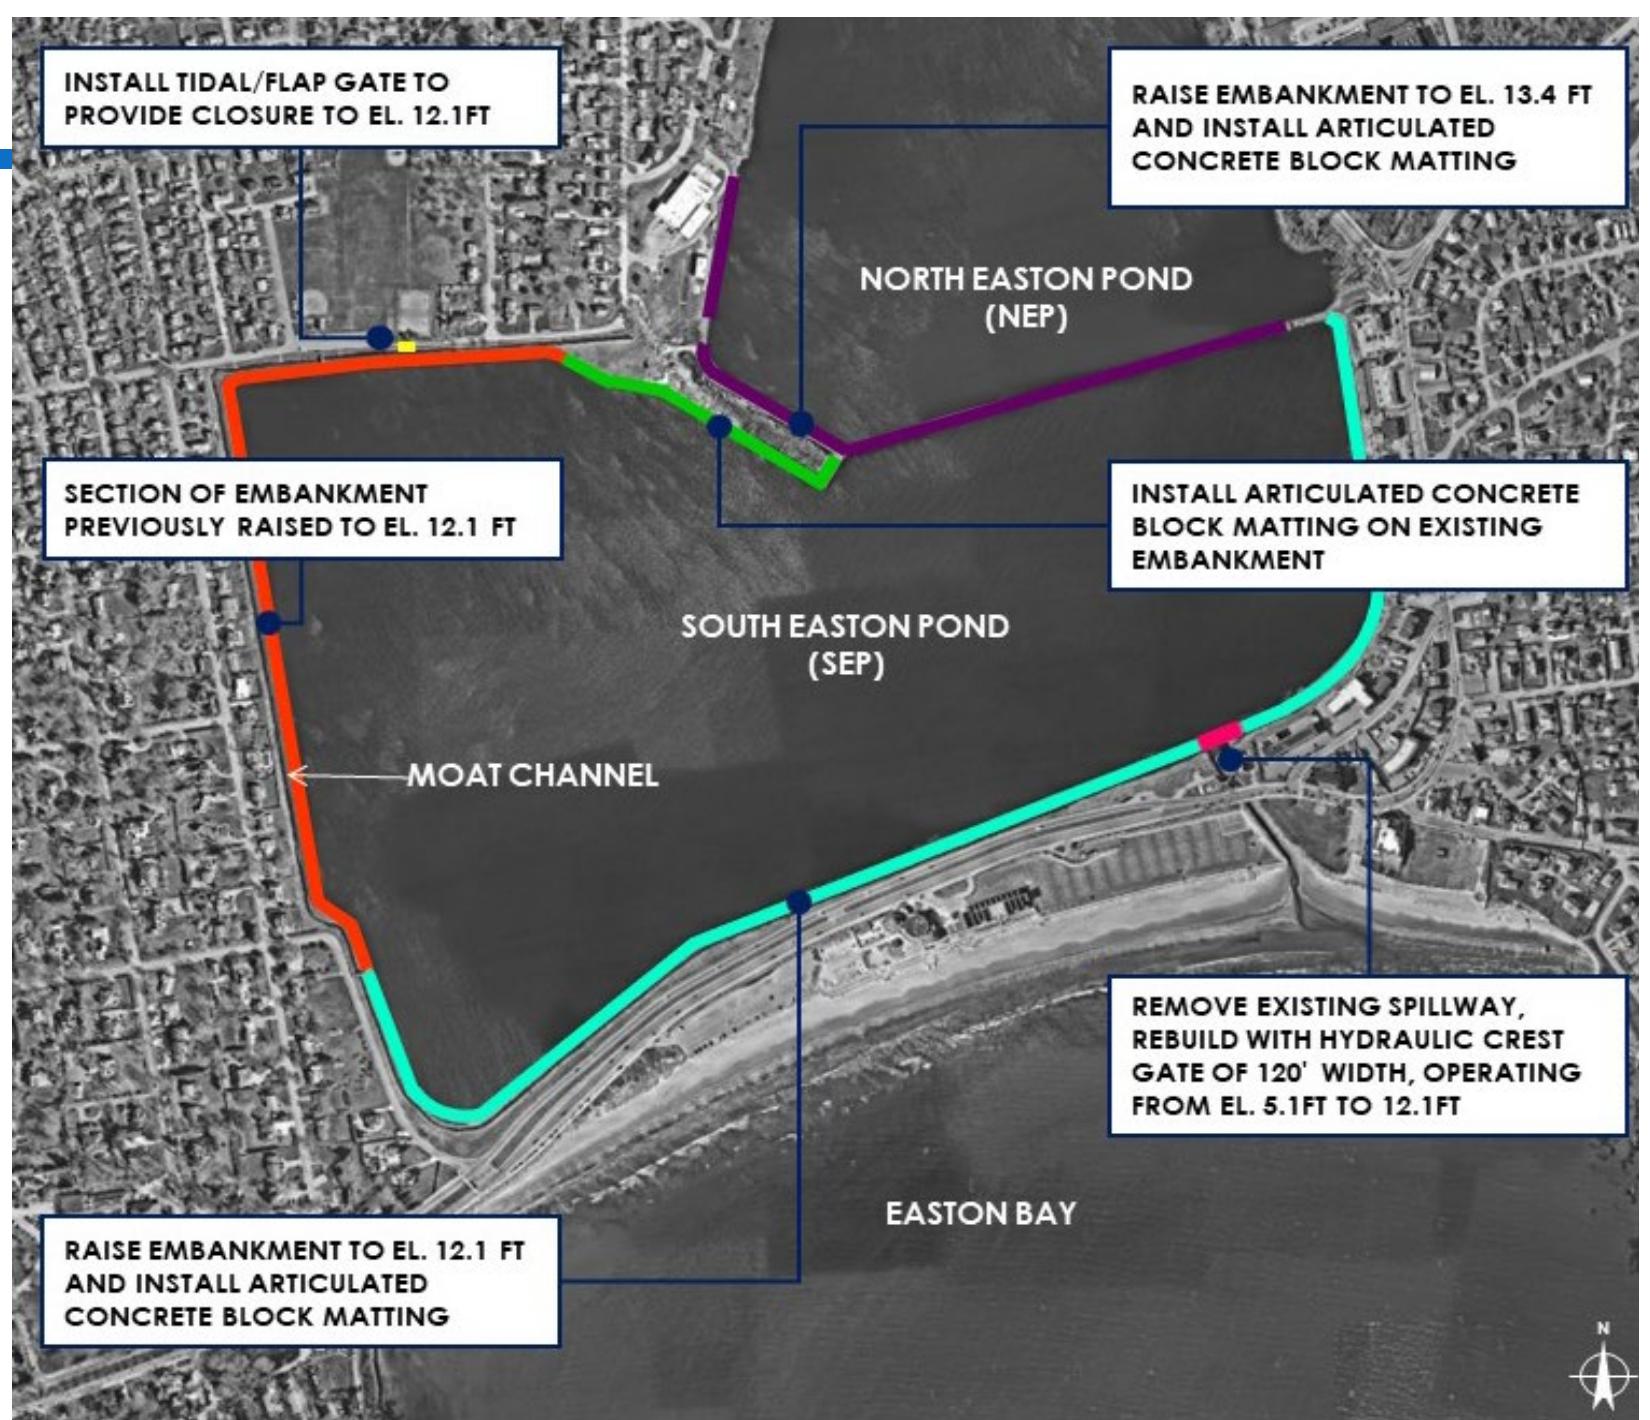 INSTALL TIDAL/FLAP GATE TO
PROVIDE CLOSURE TO EL. 12.1FT
RAISE EMBANKMENT TO EL. 13.4 FT
AND INSTALL ARTICULATED
CONCRETE BLOCK MATTING
NORTH EASTON POND
(NEP)
SECTION OF EMBANKMENT
PREVIOUSLY RAISED TO EL. 12.1 FT
INSTALL ARTICULATED CONCRETE
BLOCK MATTING ON EXISTING
EMBANKMENT
SOUTH EASTON POND
(SEP)
MOAT CHANNEL
REMOVE EXISTING SPILLWAY,
REBUILD WITH HYDRAULIC CREST
GATE OF 120' WIDTH, OPERATING
FROM EL. 5.1FT TO 12.1FT
EASTON BAY
RAISE EMBANKMENT TO EL. 12.1 FT
AND INSTALL ARTICULATED
CONCRETE BLOCK MATTING
N